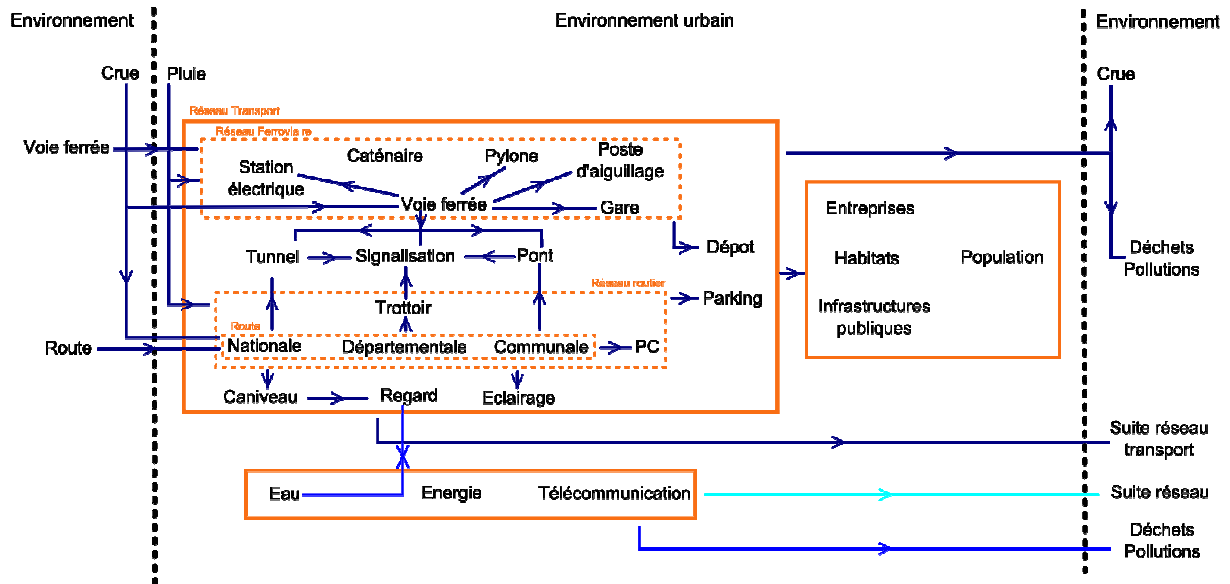 Environnement
Environnement urbain
Environnement
Crue
Pluie
Crue
Réseau Transport
Réseau Ferrovia re
Voie ferrée
Caténaire
Pylone
Poste
d'aiguillage
Station
électrique
Voie ferrée
Gare
Entreprises
Dépot
Déchets
Pollutions
Tunnel
Signalisation
Pont
Habitats
Population
Réseau routier
Trottoir
Parking
Infrastructures
publiques
Route
Route
Nationale
Départementale
Communale
PC
Caniveau
Regard
Eclairage
Suite réseau
transport
Eau
Energie
Télécommunication
Suite réseau
Déchets
Pollutions